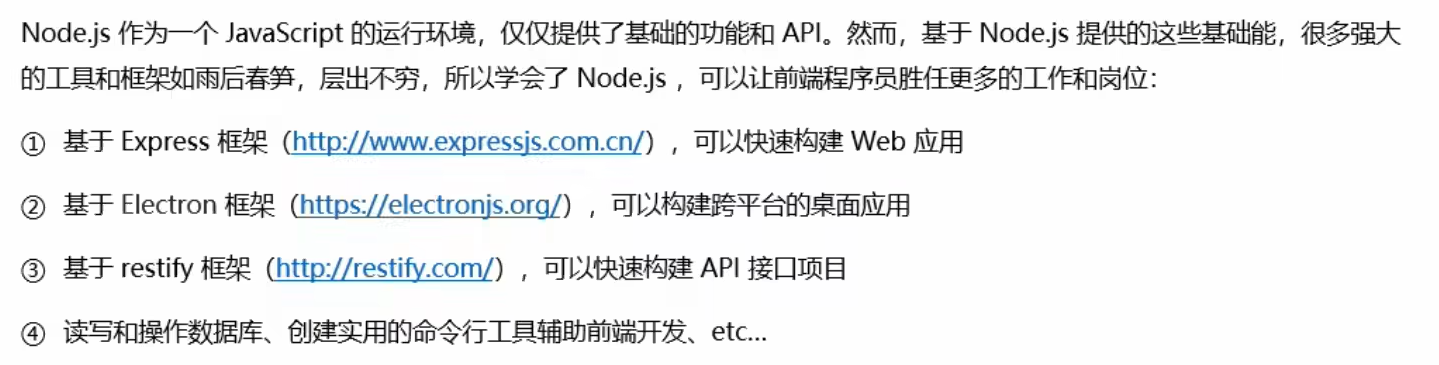 Node.js 作为一个 JavaScript 的运行环境，仅仅提供了基础的功能和 API。然而，基于 Node.js 提供的这些基础能，很多强大
的工具和框架如雨后春笋，层出不穷，所以学会了 Node.js ，可以让前端程序员胜任更多的工作和岗位：
① 基于 Express 框架（http://www.expressjs.com.cn/），可以快速构建 Web 应用
② 基于 Electron 框架（https://electronjs.org/），可以构建跨平台的桌面应用
③ 基于 restify 框架（http://restify.com/），可以快速构建 API 接口项目
④ 读写和操作数据库、创建实用的命令行工具辅助前端开发、etc...